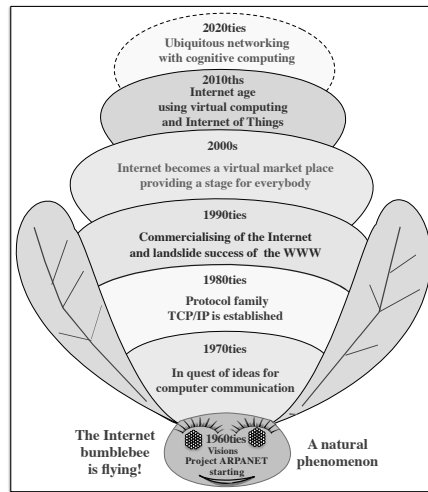 2020ties
Ubiquitous networking
with cognitive computing
2010ths
Internet age
using virtual computing
and Internet of Things
2000s
Internet becomes a virtual market place
providing a stage for everybody
1990ties
Commercialising of the Internet
and landslide success of the WWW
1980ties
Protocol family
TCP/IP is established
1970ties
In quest of ideas for
computer communication
The Internet
bumblebee
is flying!
1960ties
Visions
Project ARPANET
starting
A natural
phenomenon